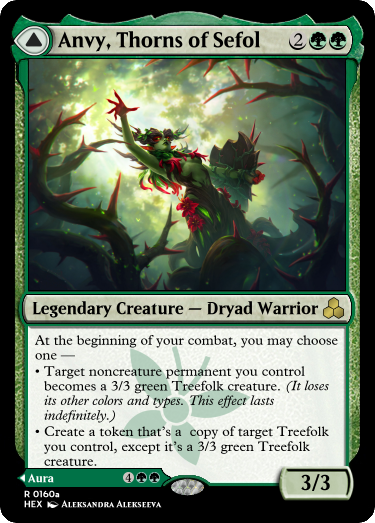 Anvy, Thorns of Sefol 2
Legendary Creature — Dryad Warrior
At the beginning of your combat, you may choose
one —
• Target noncreature permanent you control
becomes a 3/3 green Treefolk creature. (It loses
its other colors and types. This effect lasts
indefinitely.)
• Create a token that's a copy of target Treefolk
you control, except it's a 3/3 green Treefolk
creature.
Aura 4
3/3
R 0160a
HEX Aleksandra Alekseeva